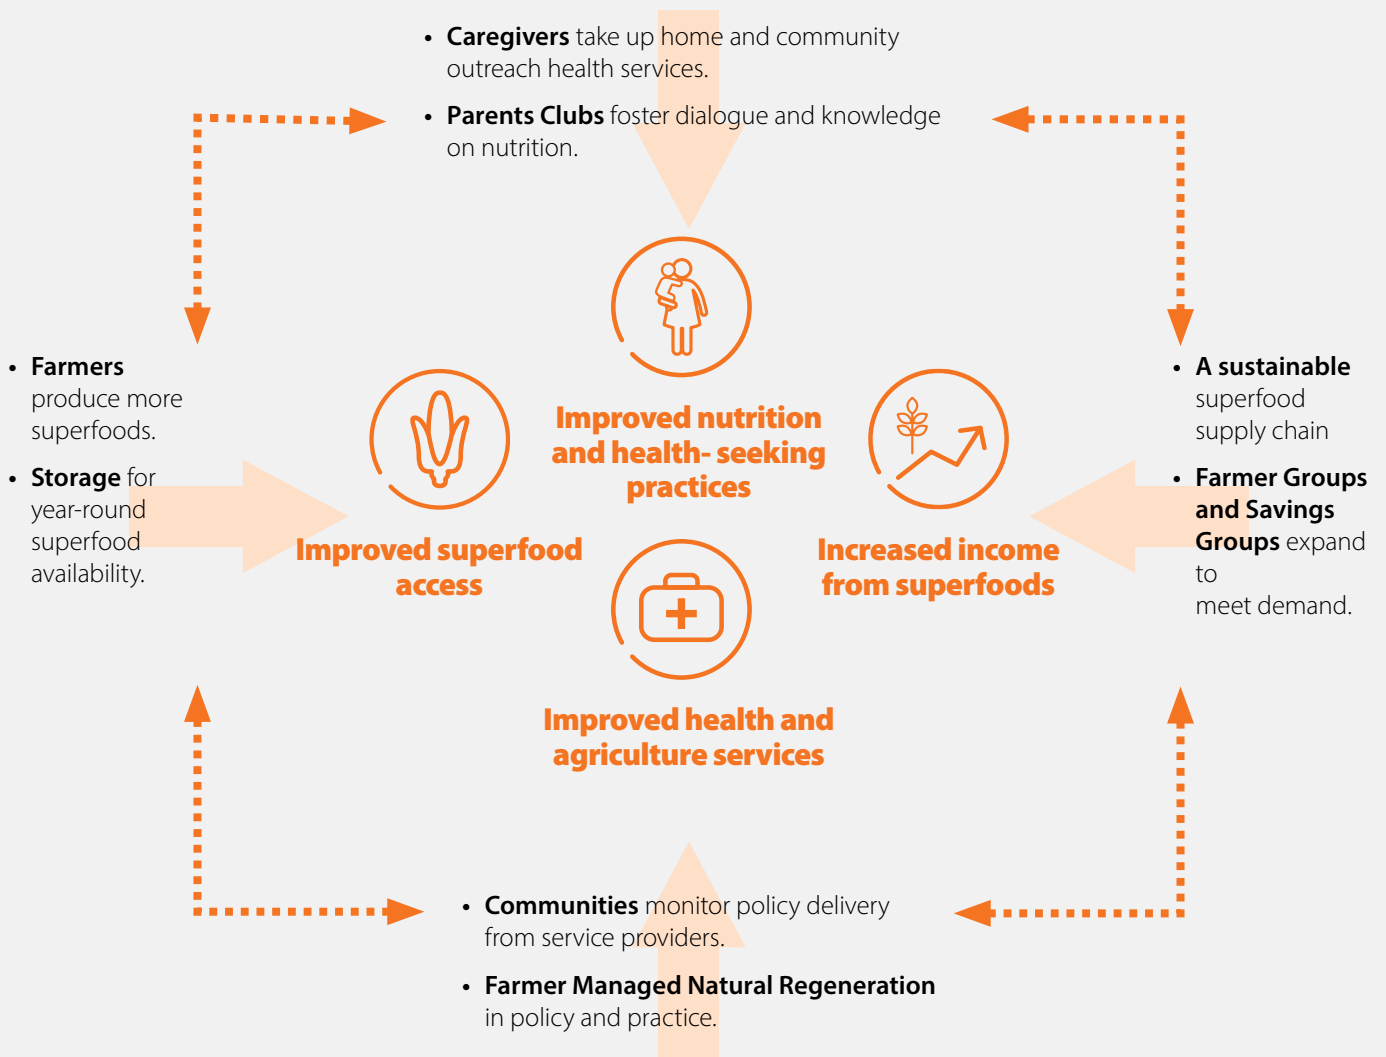 • Caregivers take up home and community
outreach health services.
• Parents Clubs foster dialogue and knowledge
on nutrition.
• Farmers
produce more
superfoods.
• Storage for
year-round
superfood
availability.
Improved superfood
access
Improved nutrition
and health- seeking
practices
Increased income
from superfoods
Improved health and
agriculture services
• A sustainable
superfood
supply chain
• Farmer Groups
and Savings
Groups expand
to
meet demand.
• Communities monitor policy delivery
from service providers.
• Farmer Managed Natural Regeneration
in policy and practice.